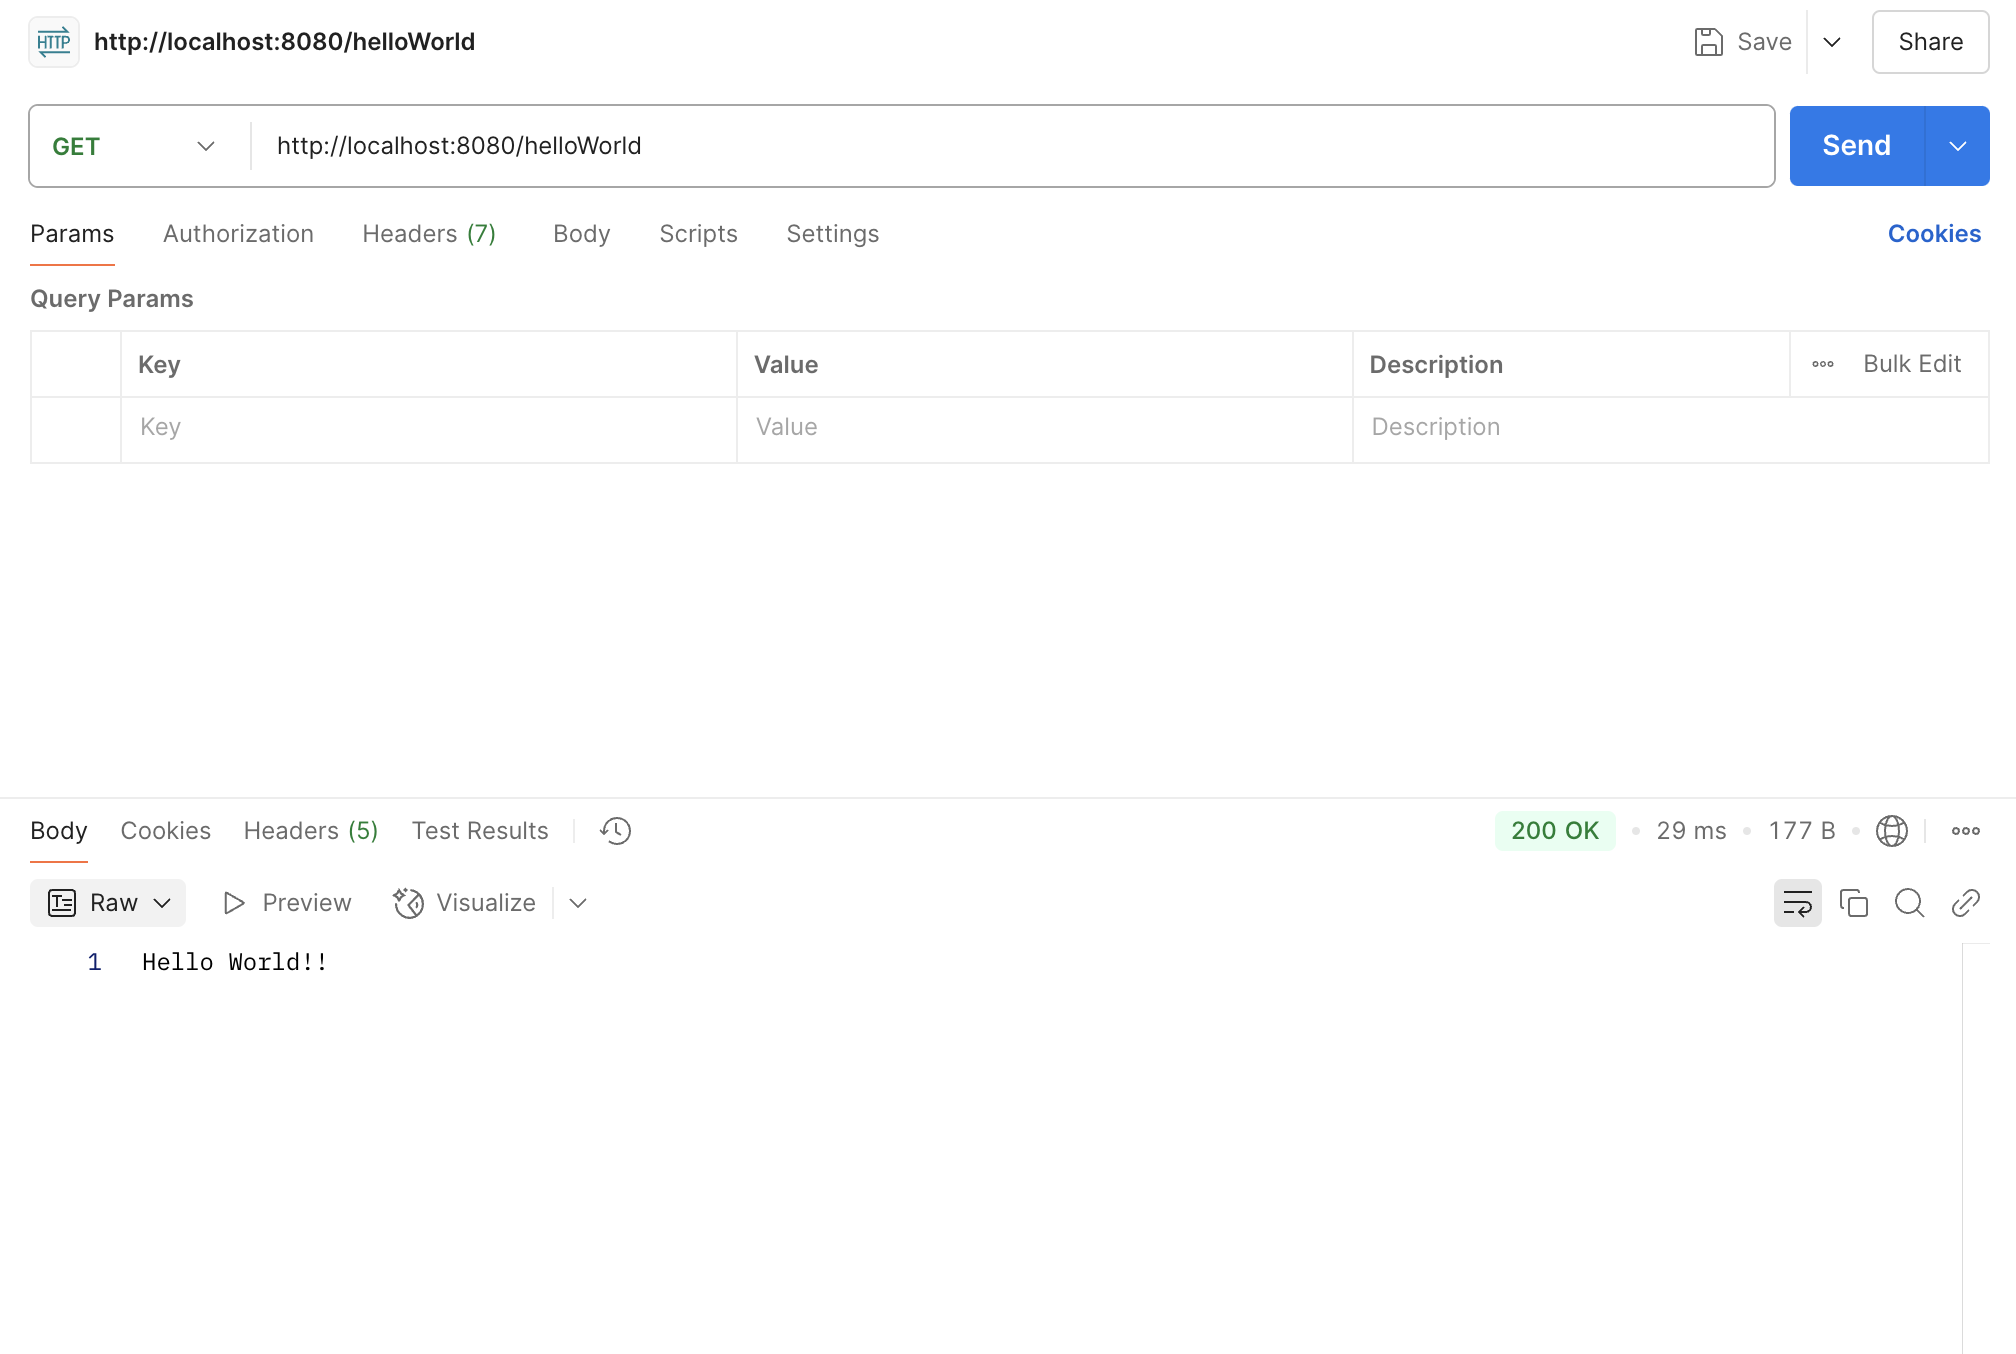 HTTP http://localhost:8080/helloWorld Save Share
GET http://localhost:8080/helloWorld Send
Params Authorization Headers (7) Body Scripts Settings Cookies
Query Params
Key Value Description Bulk Edit
Key Value Description
Body Cookies Headers (5) Test Results 200 OK 29 ms 177 B
Raw Preview Visualize
1 Hello World!!